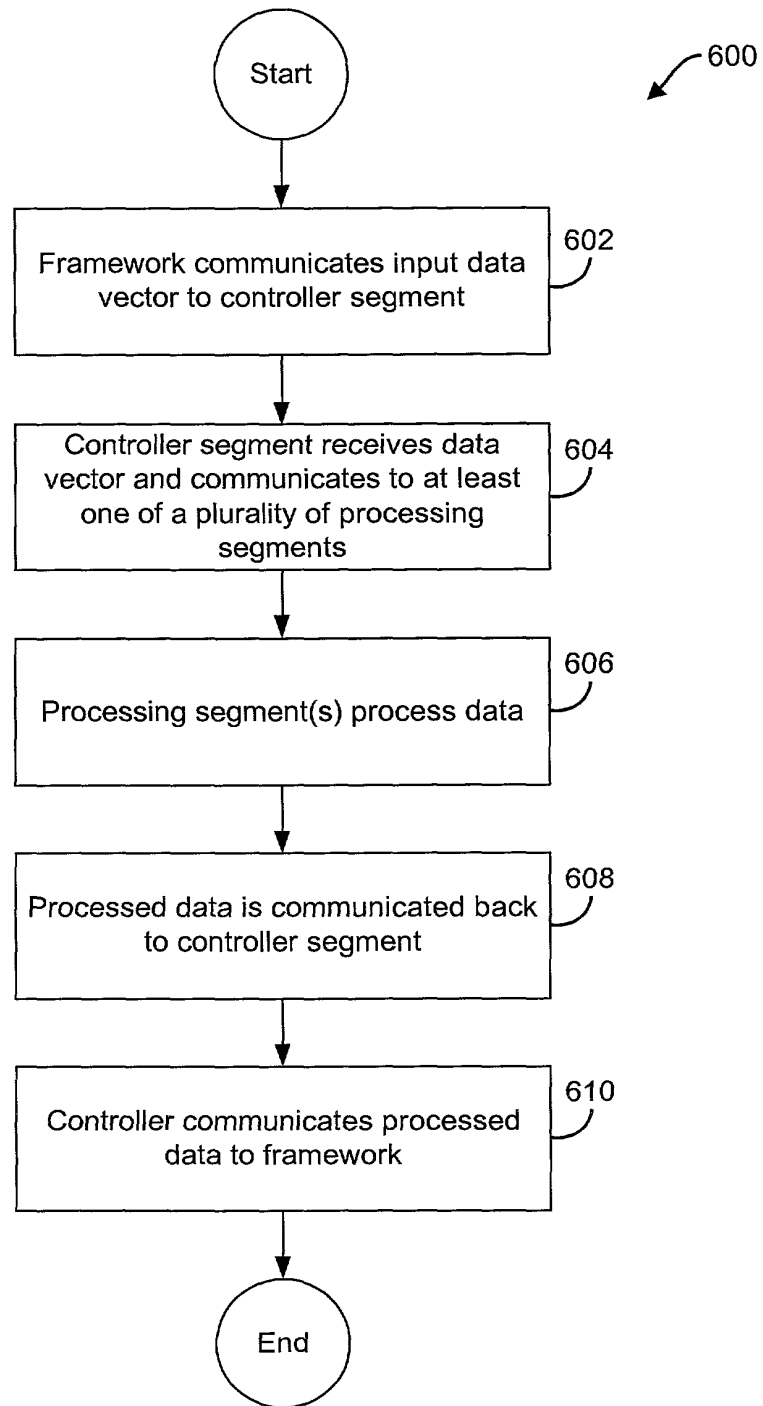 Start
600
Framework communicates input data
vector to controller segment
602
Controller segment receives data
vector and communicates to at least
one of a plurality of processing
segments
604
Processing segment(s) process data
606
Processed data is communicated back
to controller segment
608
Controller communicates processed
data to framework
610
End